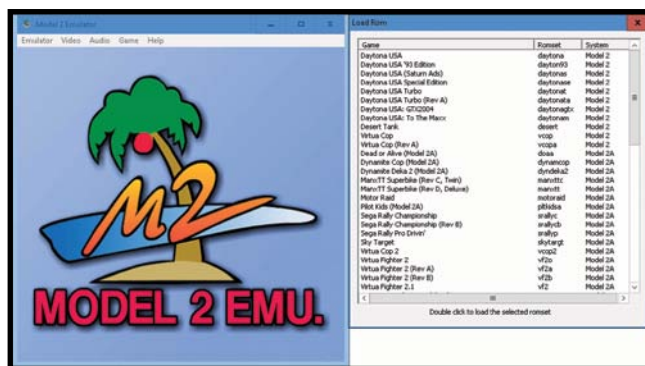 Model 2 Emulator
Emulator Video Audio Game Help
M2
MODEL 2 EMU.
Load Rom
Game Romset System
Daytona USA daytona Model 2
Daytona USA '93 Edition dayton93 Model 2
Daytona USA (Saturn Ads) daytonas Model 2
Daytona USA Special Edition daytonase Model 2
Daytona USA Turbo daytonat Model 2
Daytona USA Turbo (Rev A) daytonata Model 2
Daytona USA: GTX2004 daytonagtx Model 2
Daytona USA: To The Maxx daytonam Model 2
Desert Tank desert Model 2
Virtua Cop vcop Model 2
Virtua Cop (Rev A) vcopa Model 2
Dead or Alive (Model 2A) doaa Model 2A
Dynamite Cop (Model 2A) dynamcop Model 2A
Dynamite Deka 2 (Model 2A) dyndeka2 Model 2A
ManxTT Superbike (Rev C, Twin) manxttc Model 2A
ManxTT Superbike (Rev D, Deluxe) manxtt Model 2A
Motor Raid motoraid Model 2A
Pilot Kids (Model 2A) pltkidsa Model 2A
Sega Rally Championship srallyc Model 2A
Sega Rally Championship (Rev B) srallycb Model 2A
Sega Rally Pro Drivin' srallyp Model 2A
Sky Target skytargt Model 2A
Virtua Cop 2 vcop2 Model 2A
Virtua Fighter 2 vf2o Model 2A
Virtua Fighter 2 (Rev A) vf2a Model 2A
Virtua Fighter 2 (Rev B) vf2b Model 2A
Virtua Fighter 2.1 vf2 Model 2A
Double click to load the selected romset